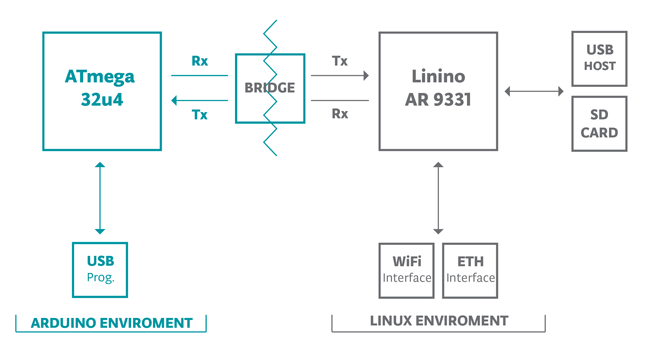 ATmega
32u4
Rx
Tx
BRIDGE
Tx
Rx
Linino
AR 9331
USB
HOST
SD
CARD
USB
Prog.
WiFi
Interface
ETH
Interface
ARDUINO ENVIROMENT
LINUX ENVIROMENT